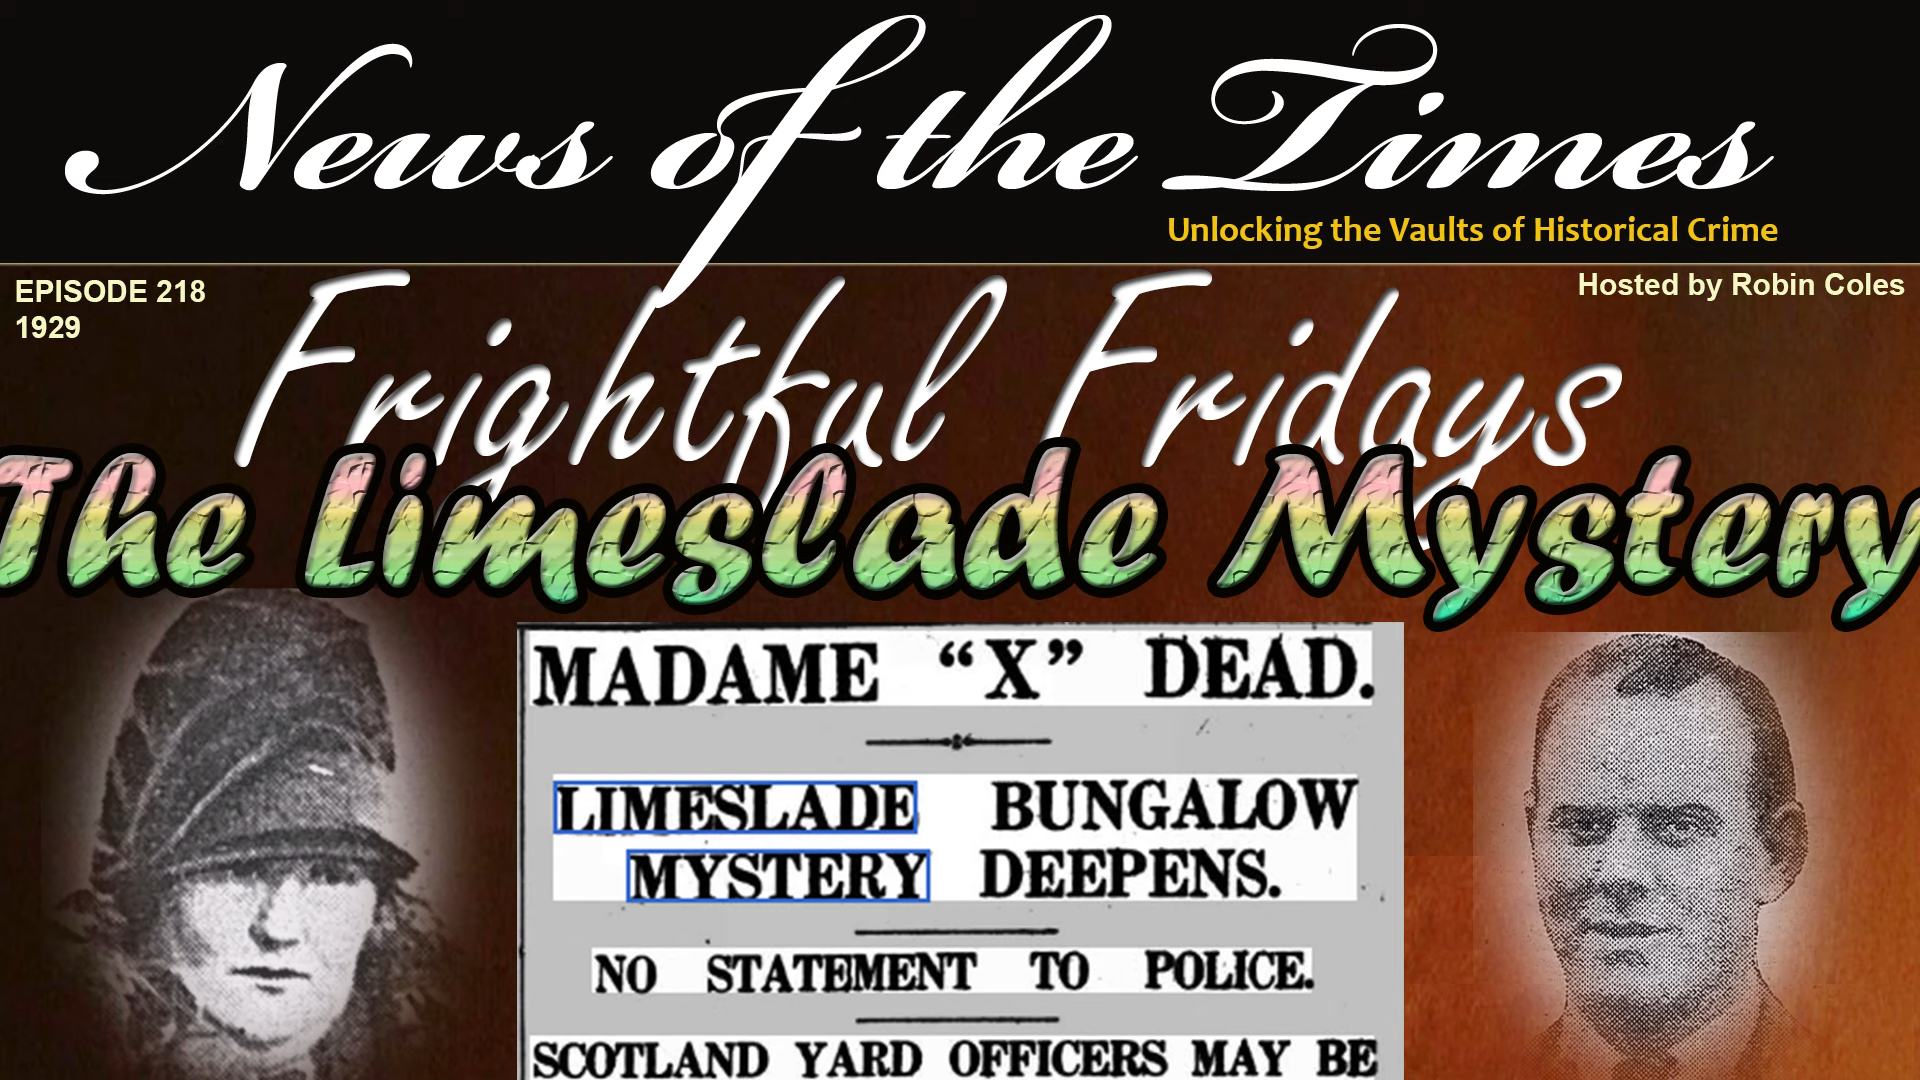 News of the Times
Unlocking the Vaults of Historical Crime
EPISODE 218
1929
Hosted by Robin Coles
Frightful Fridays
The Limeslade Mystery
MADAME “X” DEAD.
LIMESLADE BUNGALOW
MYSTERY DEEPENS.
NO STATEMENT TO POLICE.
SCOTLAND YARD OFFICERS MAY BE